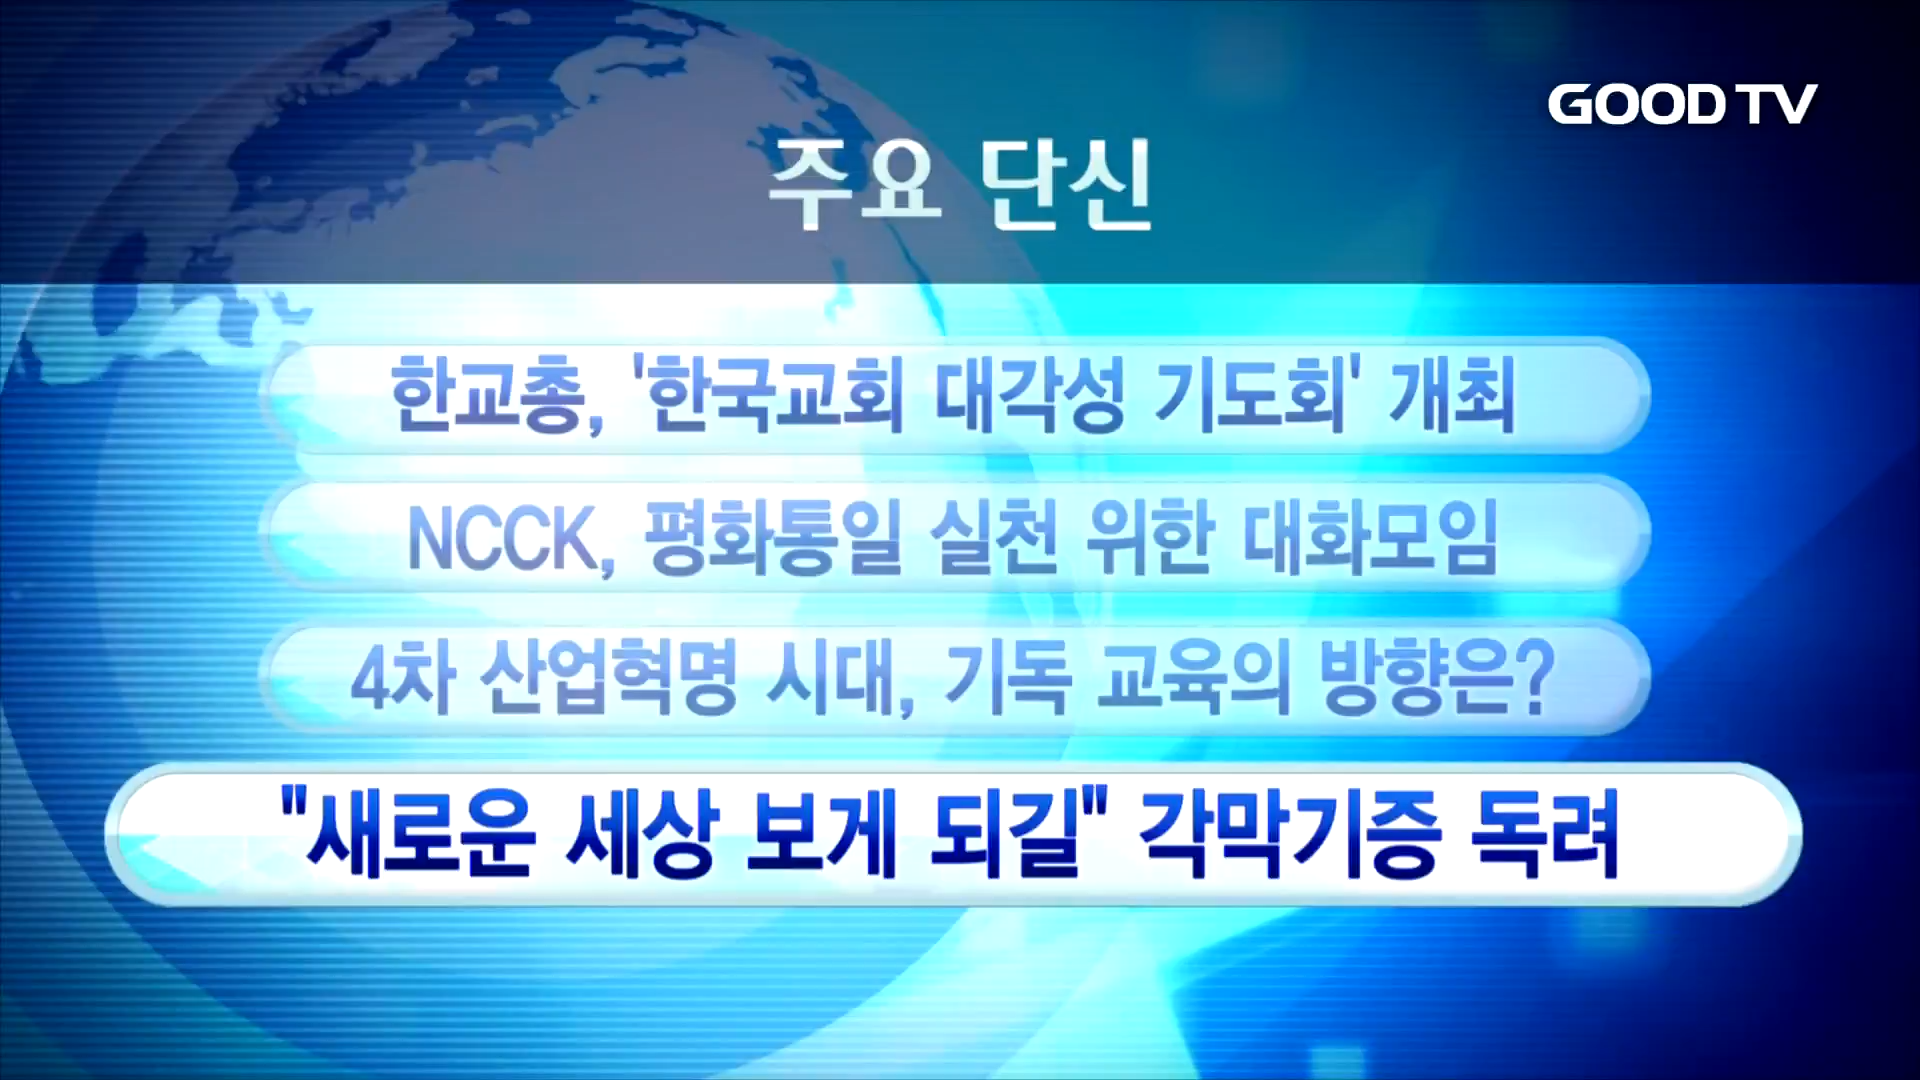 GOOD TV
주요 단신
한교총, '한국교회 대각성 기도회' 개최
NCCK, 평화통일 실천 위한 대화모임
4차 산업혁명 시대, 기독 교육의 방향은?
"새로운 세상 보게 되길" 각막기증 독려